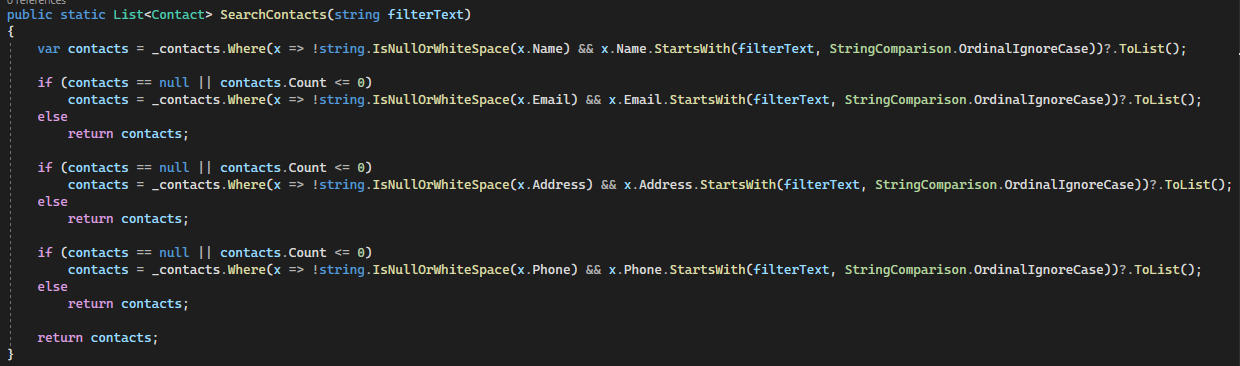 0 references
public static List<Contact> SearchContacts(string filterText)
{
var contacts = _contacts.Where(x => !string.IsNullOrWhiteSpace(x.Name) && x.Name.StartsWith(filterText, StringComparison.OrdinalIgnoreCase))?.ToList();
if (contacts == null || contacts.Count <= 0)
contacts = _contacts.Where(x => !string.IsNullOrWhiteSpace(x.Email) && x.Email.StartsWith(filterText, StringComparison.OrdinalIgnoreCase))?.ToList();
else
return contacts;
if (contacts == null || contacts.Count <= 0)
contacts = _contacts.Where(x => !string.IsNullOrWhiteSpace(x.Address) && x.Address.StartsWith(filterText, StringComparison.OrdinalIgnoreCase))?.ToList();
else
return contacts;
if (contacts == null || contacts.Count <= 0)
contacts = _contacts.Where(x => !string.IsNullOrWhiteSpace(x.Phone) && x.Phone.StartsWith(filterText, StringComparison.OrdinalIgnoreCase))?.ToList();
else
return contacts;
return contacts;
}